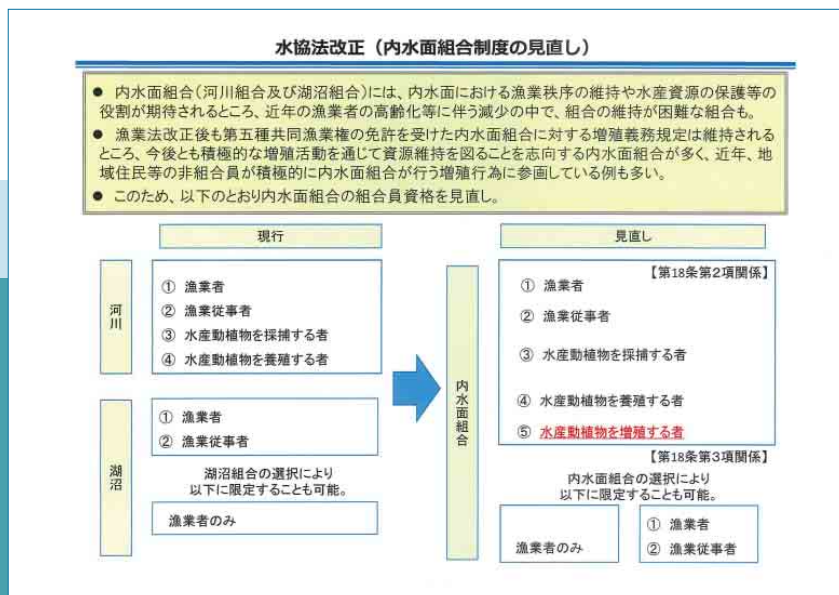 水協法改正（内水面組合制度の見直し）
● 内水面組合（河川組合及び湖沼組合）には、内水面における漁業秩序の維持や水産資源の保護等の
役割が期待されるところ、近年の漁業者の高齢化等に伴う減少の中で、組合の維持が困難な組合も。
● 漁業法改正後も第五種共同漁業権の免許を受けた内水面組合に対する増殖義務規定は維持される
ところ、今後とも積極的な増殖活動を通じて資源維持を図ることを志向する内水面組合が多く、近年、地
域住民等の非組合員が積極的に内水面組合が行う増殖行為に参画している例も多い。
● このため、以下のとおり内水面組合の組合員資格を見直し。
現行
河川
① 漁業者
② 漁業従事者
③ 水産動植物を採捕する者
④ 水産動植物を養殖する者
湖沼
① 漁業者
② 漁業従事者
湖沼組合の選択により
以下に限定することも可能。
漁業者のみ
見直し
内水面組合
【第18条第2項関係】
① 漁業者
② 漁業従事者
③ 水産動植物を採捕する者
④ 水産動植物を養殖する者
⑤ 水産動植物を増殖する者
【第18条第3項関係】
内水面組合の選択により
以下に限定することも可能。
漁業者のみ
① 漁業者
② 漁業従事者